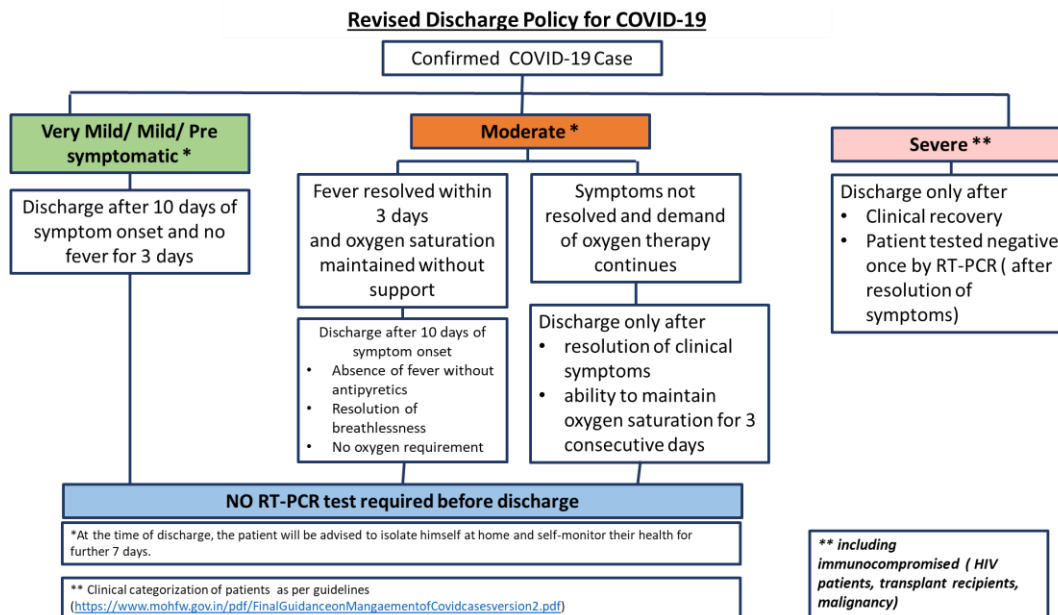 Revised Discharge Policy for COVID-19
Confirmed COVID-19 Case
Very Mild/ Mild/ Pre
symptomatic *
Discharge after 10 days of
symptom onset and no
fever for 3 days
Moderate *
Fever resolved within
3 days
and oxygen saturation
maintained without
support
Discharge after 10 days of
symptom onset
• Absence of fever without
antipyretics
• Resolution of
breathlessness
• No oxygen requirement
Symptoms not
resolved and demand
of oxygen therapy
continues
Discharge only after
• resolution of clinical
symptoms
• ability to maintain
oxygen saturation for 3
consecutive days
Severe **
Discharge only after
• Clinical recovery
• Patient tested negative
once by RT-PCR ( after
resolution of
symptoms)
NO RT-PCR test required before discharge
*At the time of discharge, the patient will be advised to isolate himself at home and self-monitor their health for
further 7 days.
** Clinical categorization of patients as per guidelines
(https://www.mohfw.gov.in/pdf/FinalGuidanceonMangaementofCovidcasesversion2.pdf)
** including
immunocompromised ( HIV
patients, transplant recipients,
malignancy)